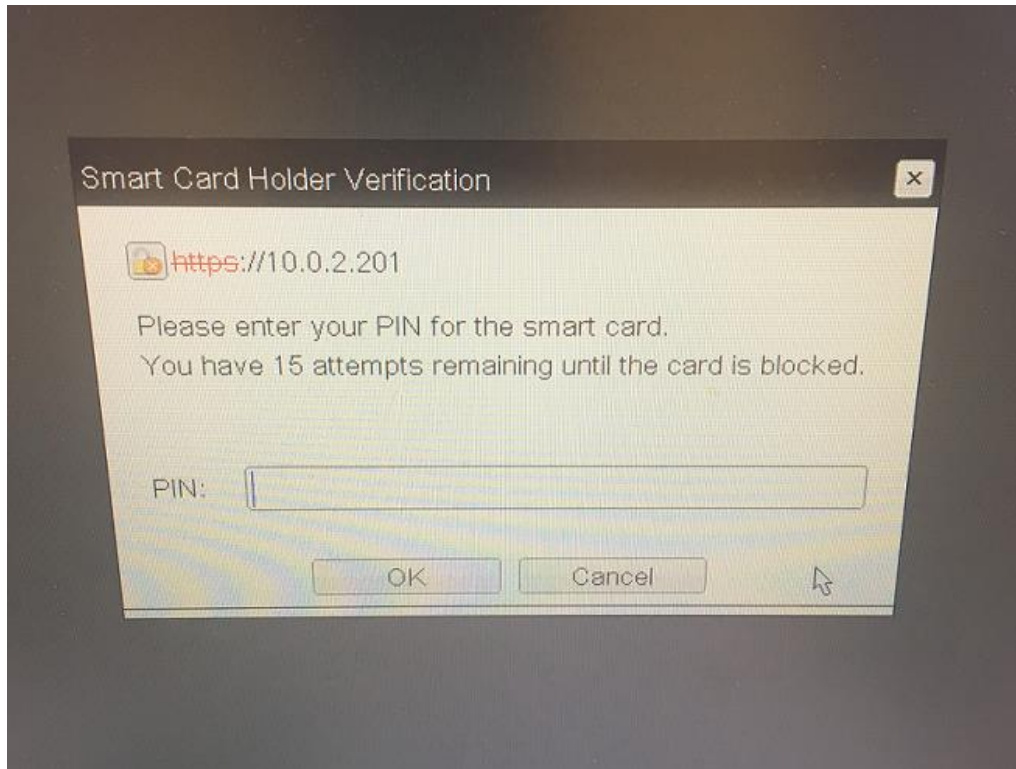 Smart Card Holder Verification
https://10.0.2.201
Please enter your PIN for the smart card.
You have 15 attempts remaining until the card is blocked.
PIN:
OK Cancel